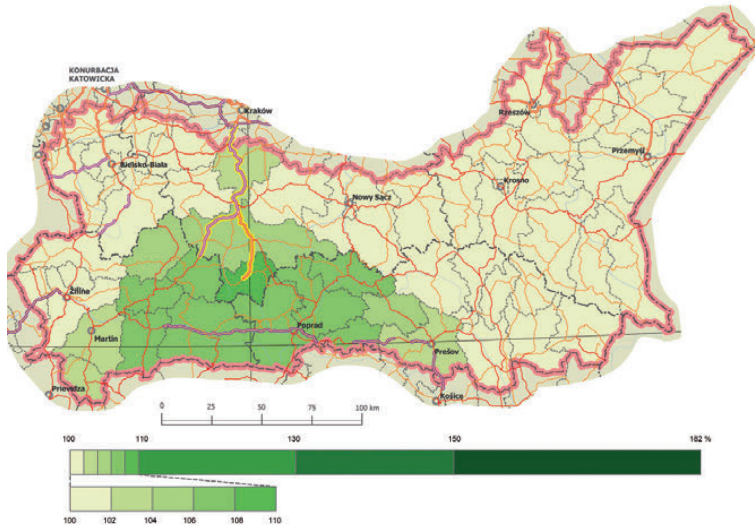 KONURBACJA
KATOWICKA
Kraków
Rzeszów
Bielsko-Biała
Przemyśl
Krosno
Nowy Sącz
Žilina
Martin
Poprad
Prešov
Prievidza
Košice
0 25 50 75 100 km
100 110 130 150 182 %
100 102 104 106 108 110